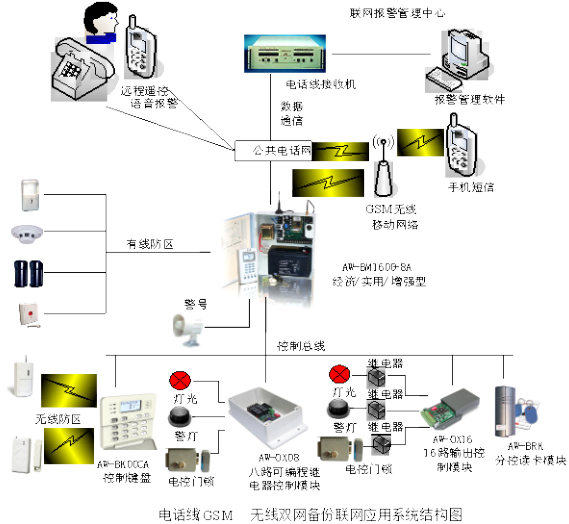 联网报警管理中心
远程遥控
语音报警
电话线接收机
报警管理软件
数据
通信
公共电话网
手机短信
GSM无线
移动网络
有线防区
AW-BM1600-8A
经济/实用/增强型
警号
控制总线
无线防区
灯光
警灯
电控门锁
继电器
灯光
继电器
警灯
继电器
电控门锁
AW-BK00CA
控制键盘
AW-OX08
八路可编程继
电器控制模块
AW-OX16
16路输出控
制模块
AW-BRK
分控读卡模块
电话线/GSM 无线双网备份联网应用系统结构图